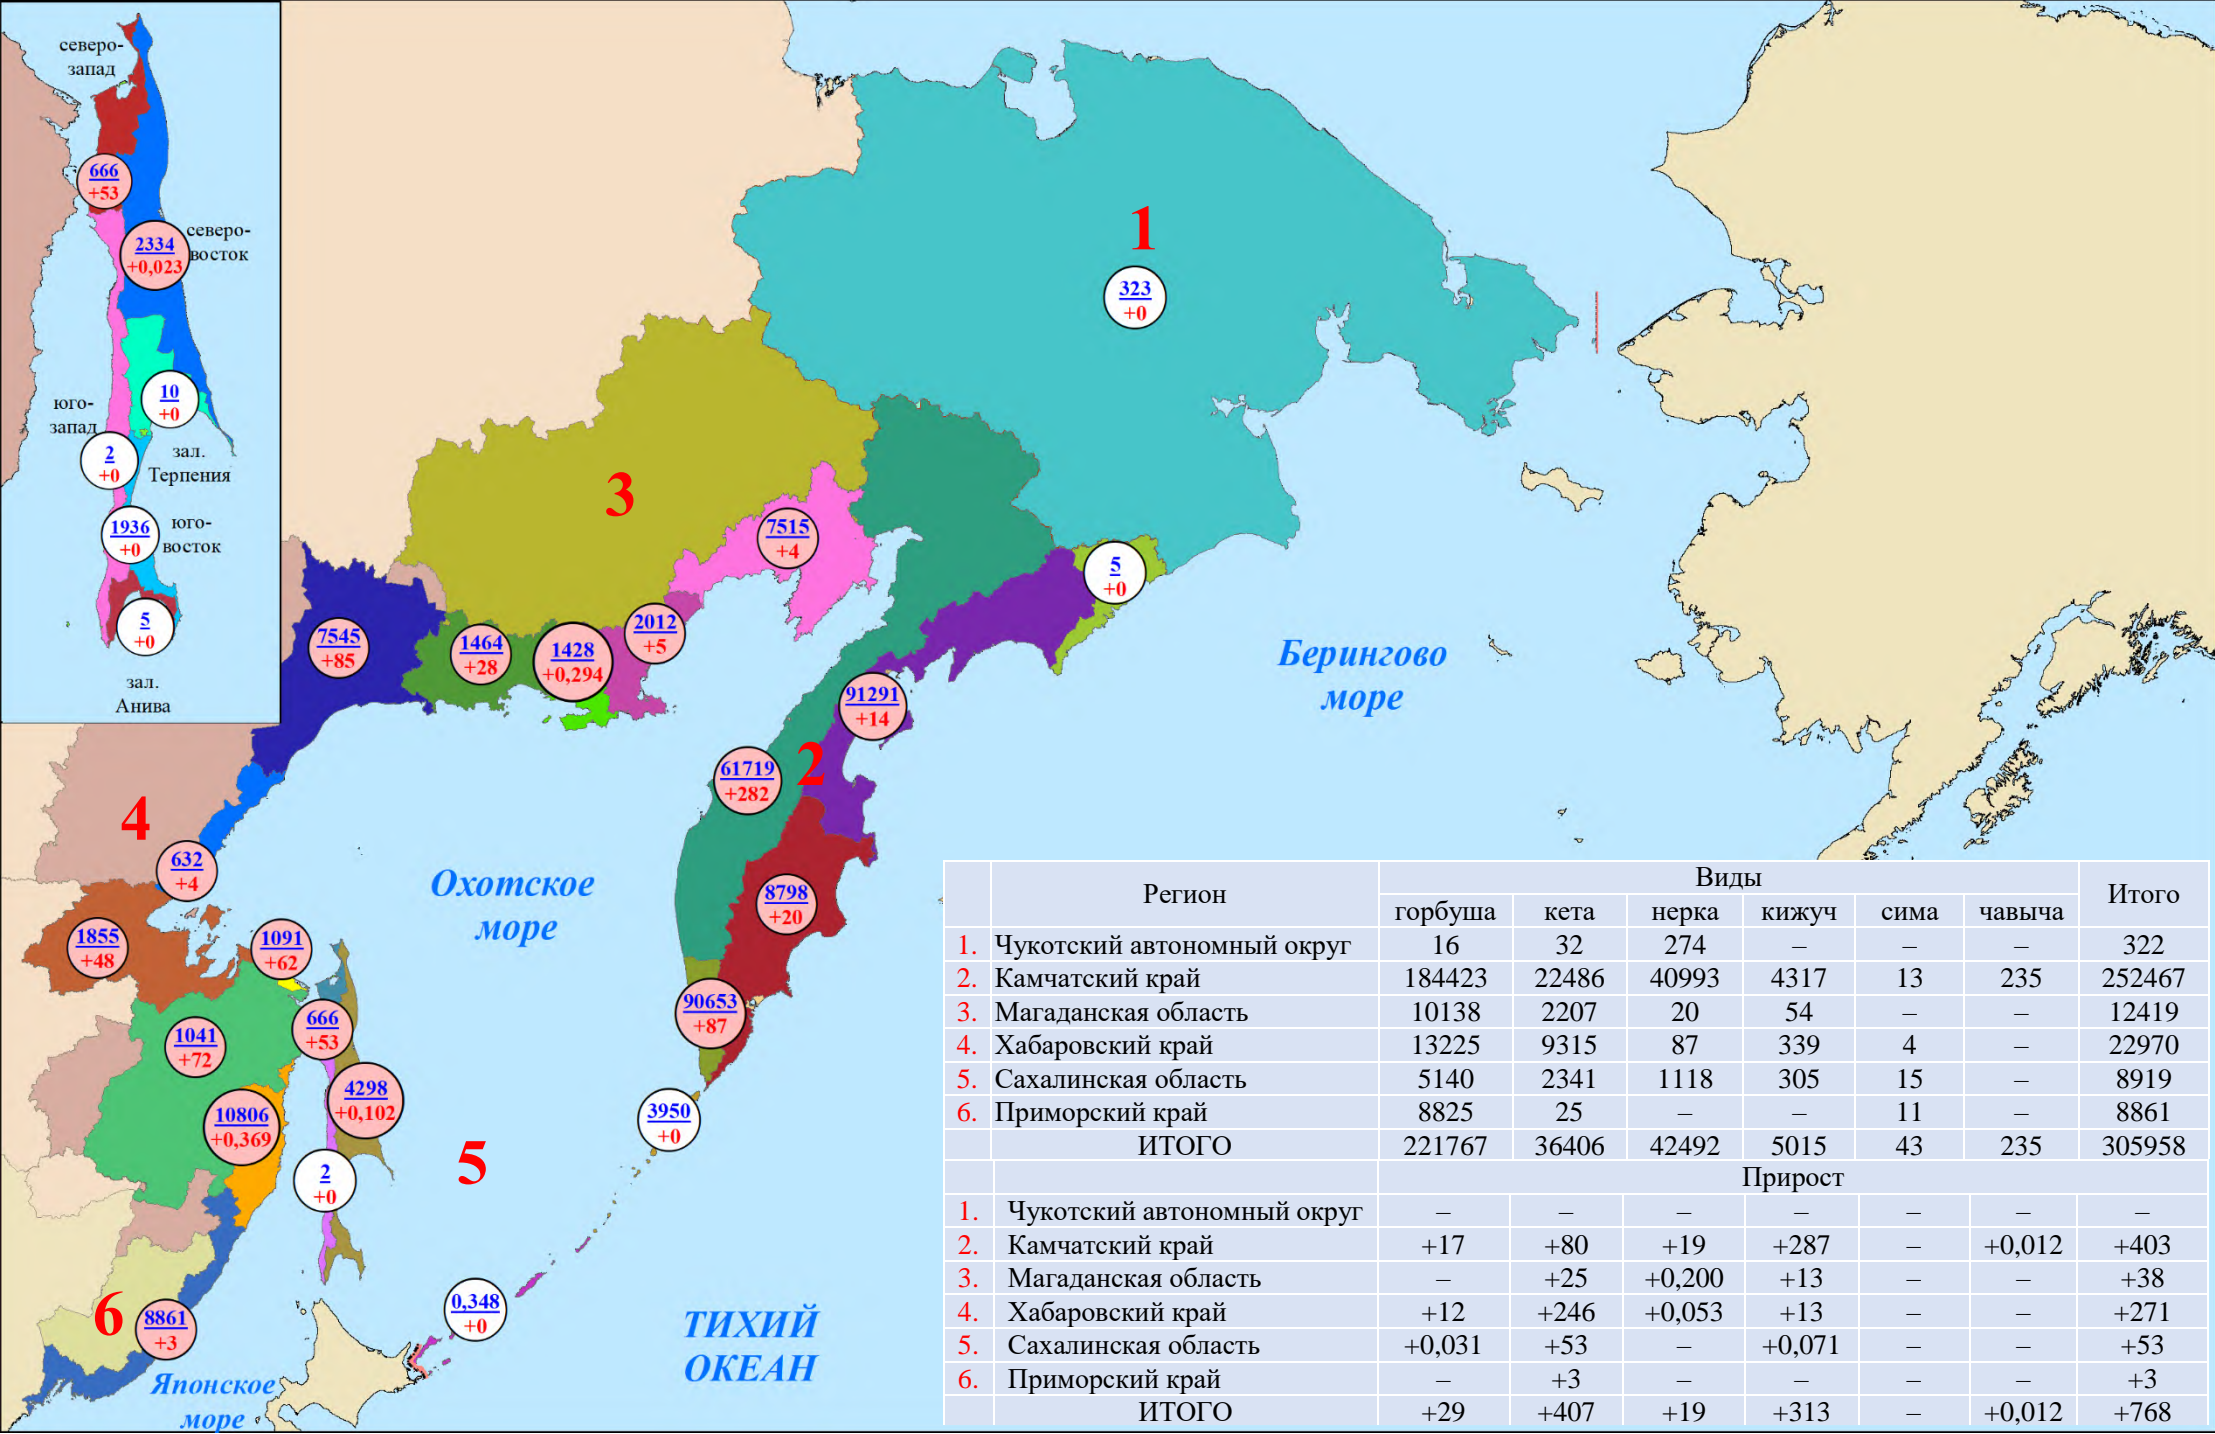 северо-
запад
666
+53
северо-
восток
2334
+0,023
10
+0
юго-
запад
2
+0
зал.
Терпения
1936
+0
юго-
восток
5
+0
зал.
Анива
1
323
+0
3
7515
+4
5
+0
2012
+5
7545
+85
1464
+28
1428
+0,294
Берингово
море
91291
+14
2
61719
+282
4
632
+4
Охотское
море
8798
+20
1855
+48
1091
+62
90653
+87
666
+53
1041
+72
4298
+0,102
10806
+0,369
3950
+0
5
2
+0
0,348
+0
6
8861
+3
ТИХИЙ
ОКЕАН
Японское
море
Регион Виды Итого
горбуша кета нерка кижуч сима чавыча
1. Чукотский автономный округ 16 32 274 – – – 322
2. Камчатский край 184423 22486 40993 4317 13 235 252467
3. Магаданская область 10138 2207 20 54 – – 12419
4. Хабаровский край 13225 9315 87 339 4 – 22970
5. Сахалинская область 5140 2341 1118 305 15 – 8919
6. Приморский край 8825 25 – – 11 – 8861
ИТОГО 221767 36406 42492 5015 43 235 305958
Прирост
1. Чукотский автономный округ – – – – – – –
2. Камчатский край +17 +80 +19 +287 – +0,012 +403
3. Магаданская область – +25 +0,200 +13 – – +38
4. Хабаровский край +12 +246 +0,053 +13 – – +271
5. Сахалинская область +0,031 +53 – +0,071 – – +53
6. Приморский край – +3 – – – – +3
ИТОГО +29 +407 +19 +313 – +0,012 +768